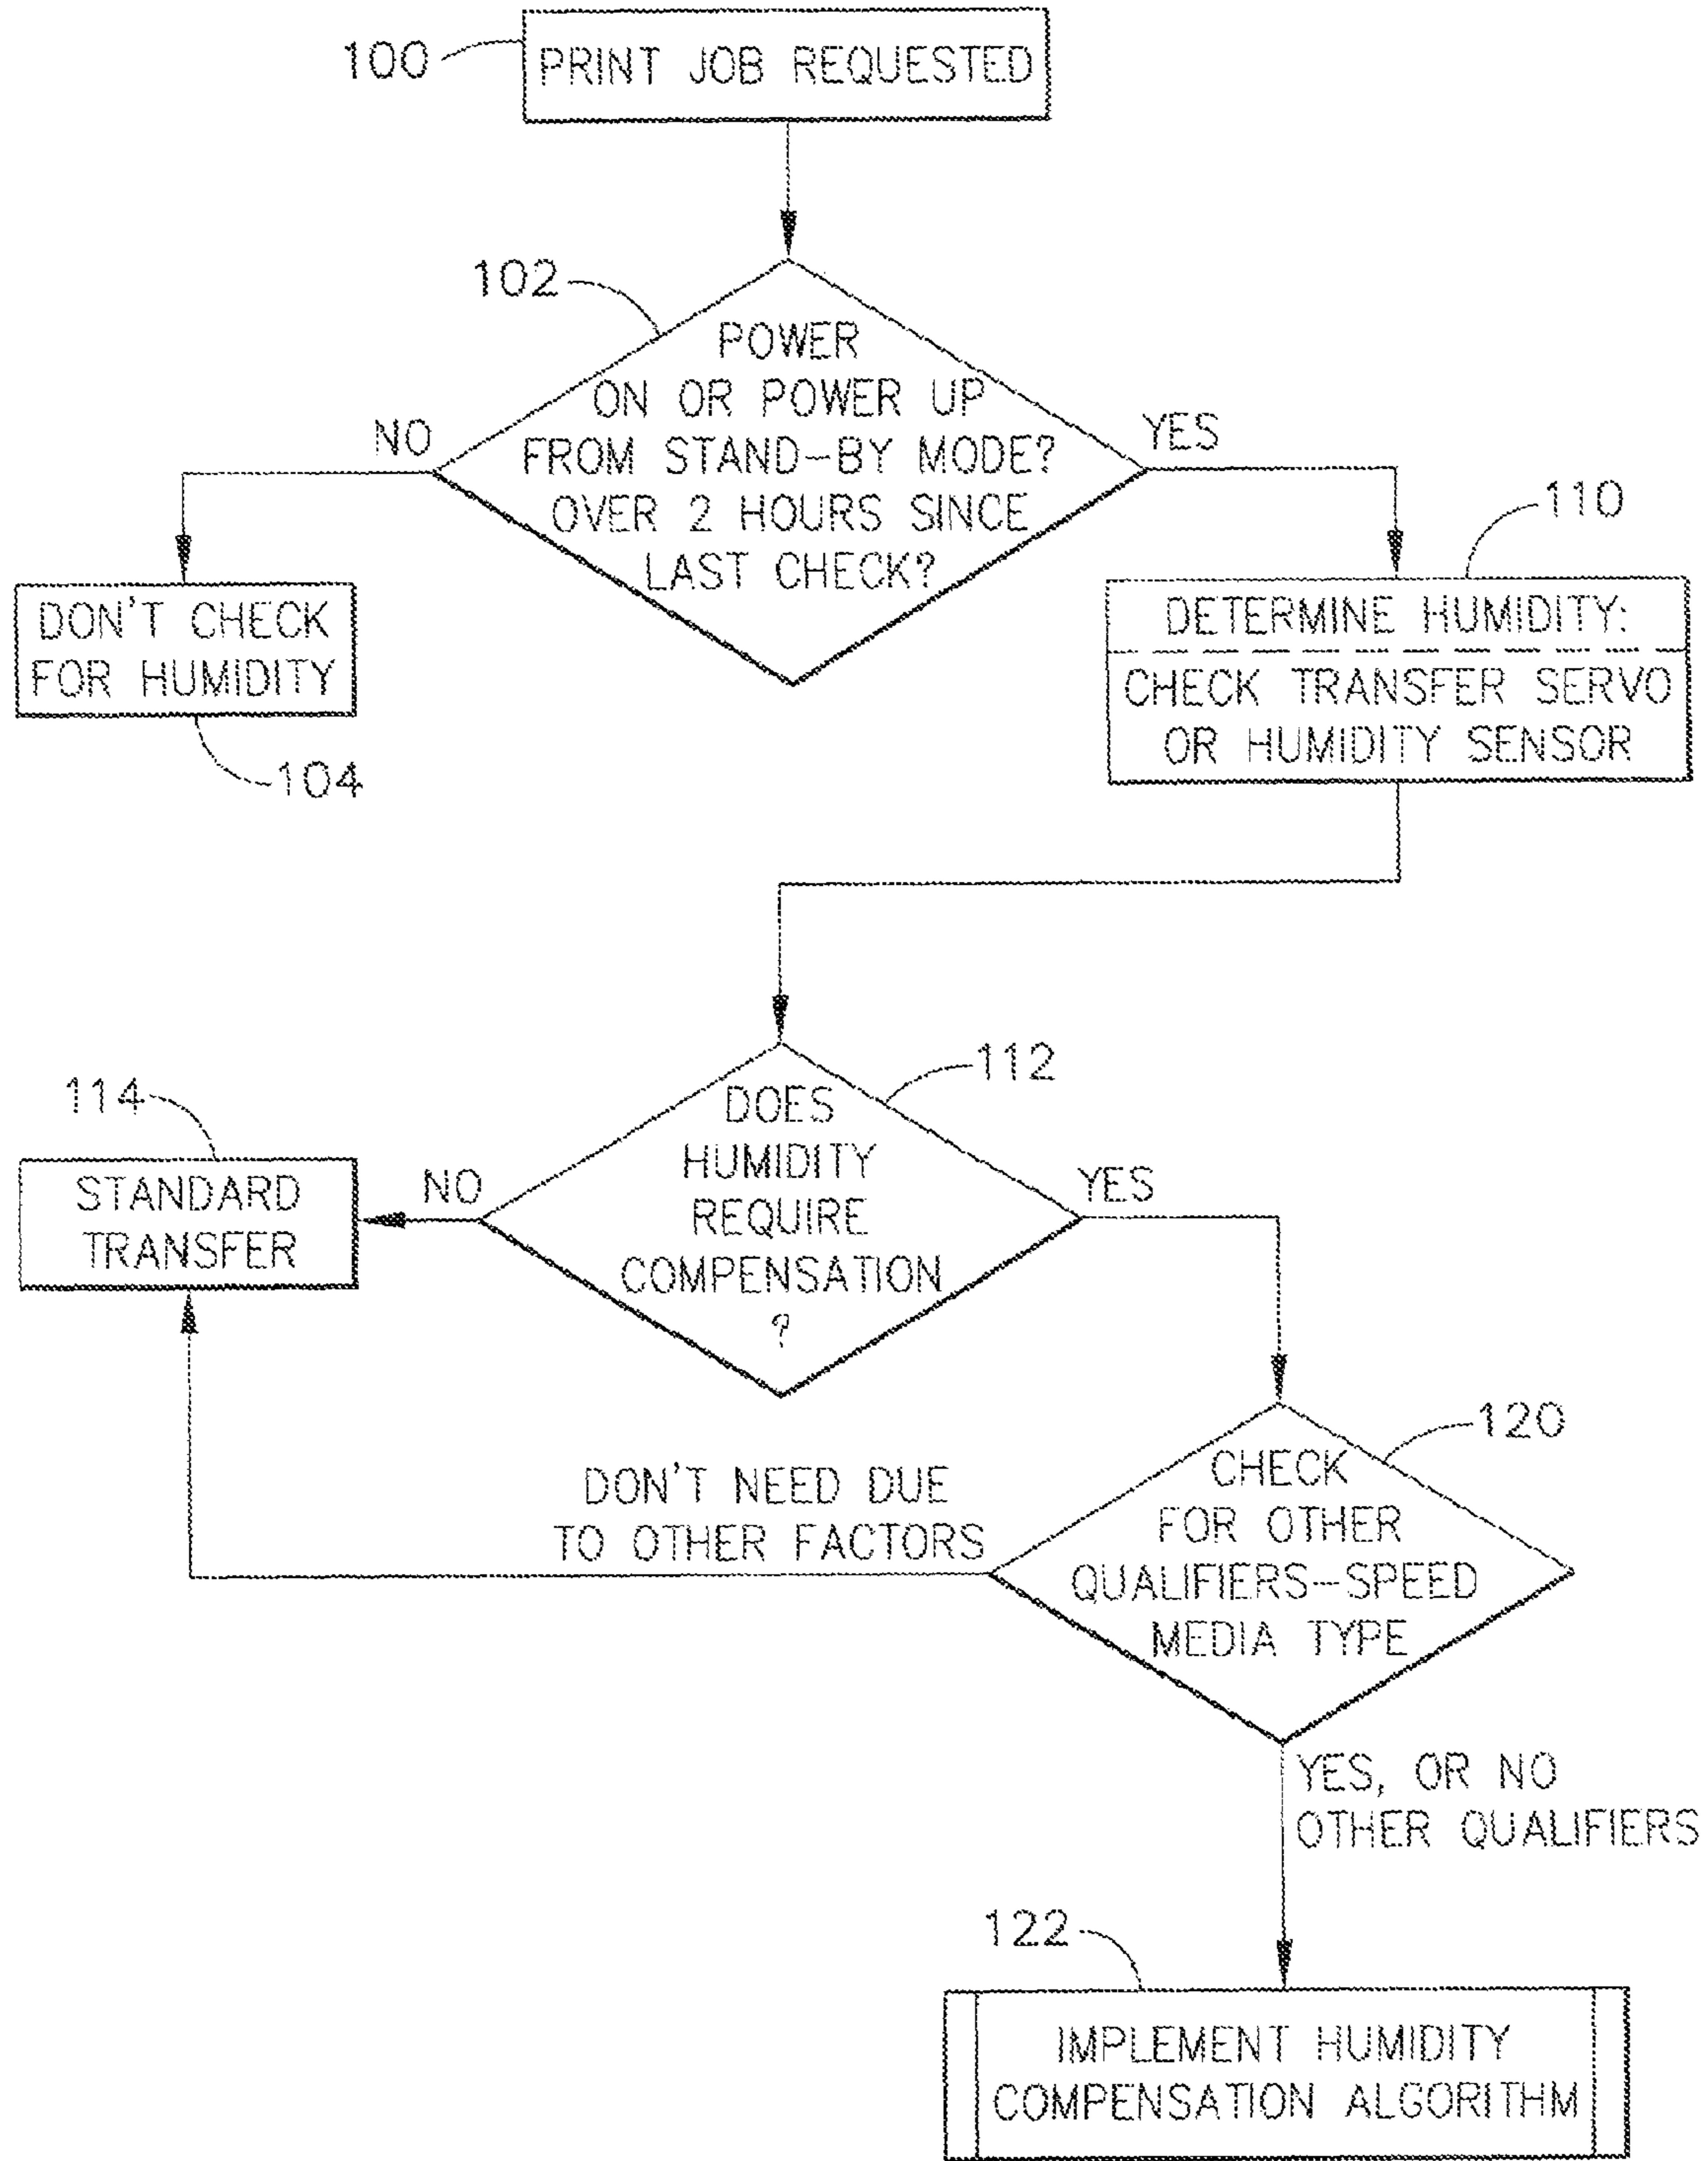 100
PRINT JOB REQUESTED
102
POWER
ON OR POWER UP
FROM STAND-BY MODE?
OVER 2 HOURS SINCE
LAST CHECK?
NO
YES
DON'T CHECK
FOR HUMIDITY
104
110
DETERMINE HUMIDITY:
CHECK TRANSFER SERVO
OR HUMIDITY SENSOR
112
DOES
HUMIDITY
REQUIRE
COMPENSATION
?
114
STANDARD
TRANSFER
NO
YES
120
CHECK
FOR OTHER
QUALIFIERS-SPEED
MEDIA TYPE
DON'T NEED DUE
TO OTHER FACTORS
YES, OR NO
OTHER QUALIFIERS
122
IMPLEMENT HUMIDITY
COMPENSATION ALGORITHM